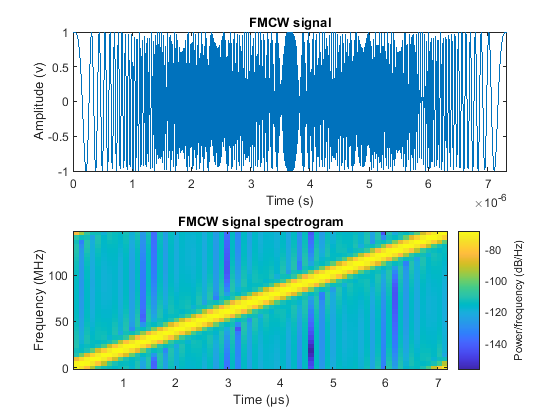 FMCW signal
1
0.5
0
-0.5
-1
Amplitude (v)
0 1 2 3 4 5 6 7
Time (s)
×10⁻⁶
FMCW signal spectrogram
100
50
0
Frequency (MHz)
1 2 3 4 5 6 7
Time (μs)
-80
-100
-120
-140
Power/frequency (dB/Hz)